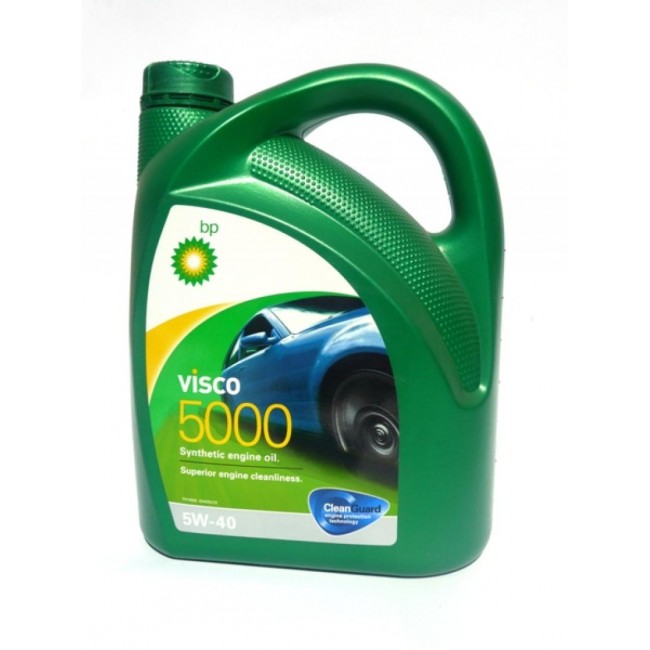 bp
visco
5000
Synthetic engine oil.
Superior engine cleanliness.
5W-40
CleanGuard
engine protection
technology